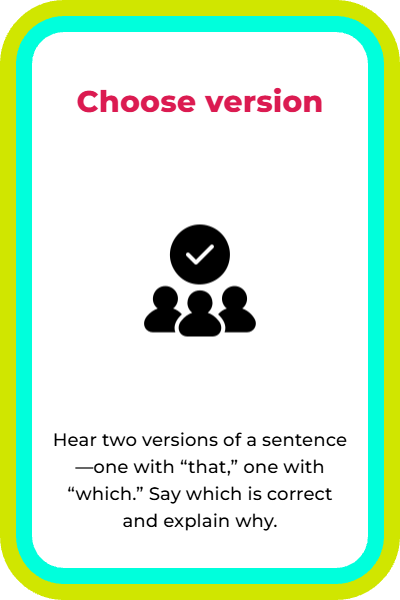 Choose version
Hear two versions of a sentence
—one with “that,” one with
“which.” Say which is correct
and explain why.